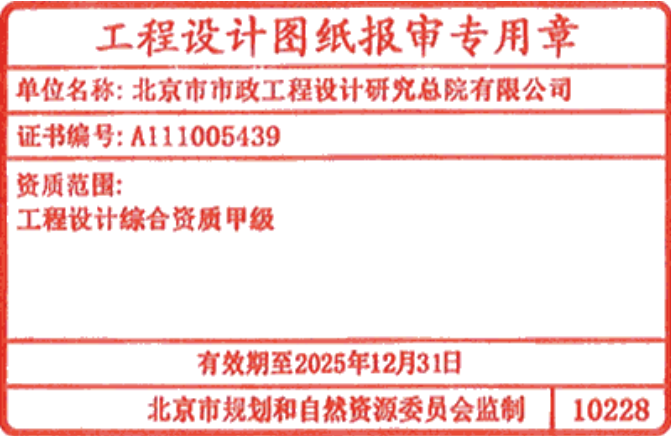 工程设计图纸报审专用章
单位名称: 北京市市政工程设计研究总院有限公司
证书编号: A111005439
资质范围:
工程设计综合资质甲级
有效期至2025年12月31日
北京市规划和自然资源委员会监制 10228